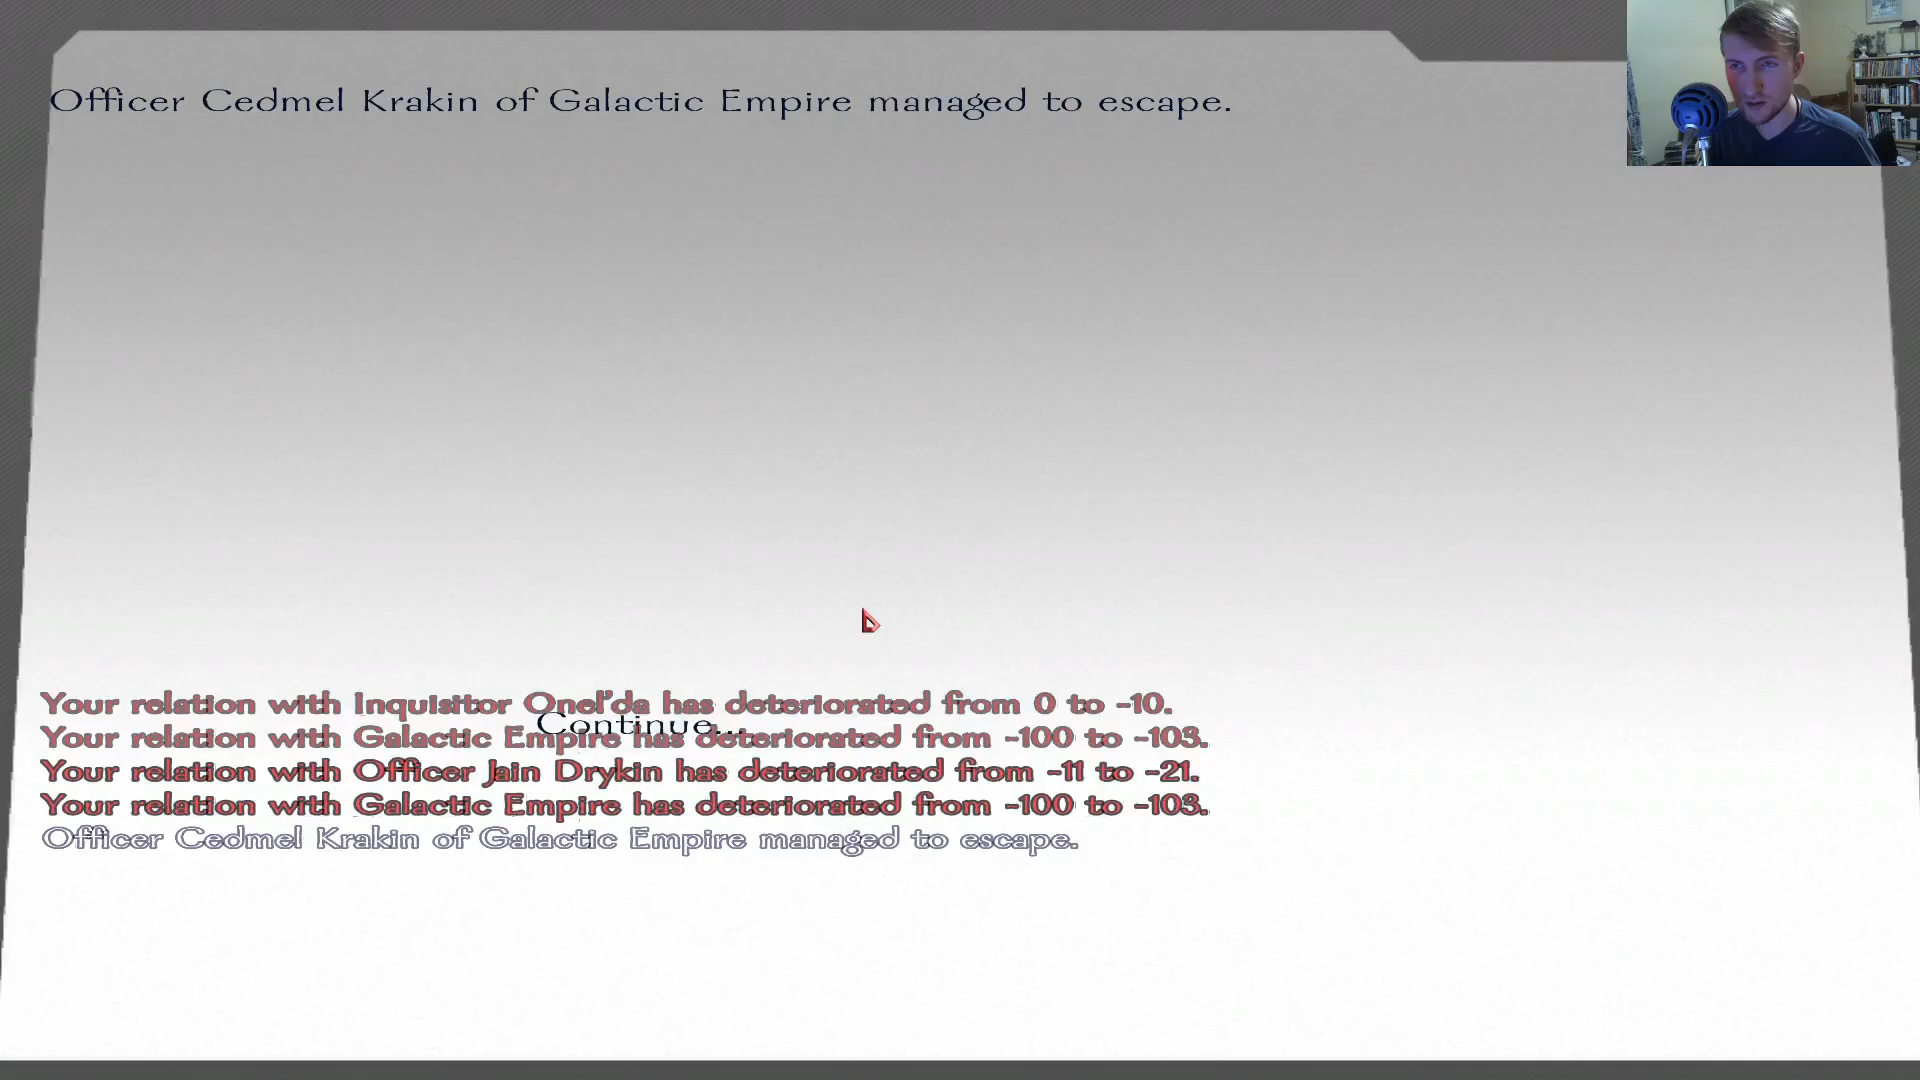 Officer Cedmel Krakin of Galactic Empire managed to escape.
Your relation with Inquisitor Onel'da has deteriorated from 0 to -10.
Continue...
Your relation with Galactic Empire has deteriorated from -100 to -103.
Your relation with Officer Jain Drykin has deteriorated from -11 to -21.
Your relation with Galactic Empire has deteriorated from -100 to -103.
Officer Cedmel Krakin of Galactic Empire managed to escape.